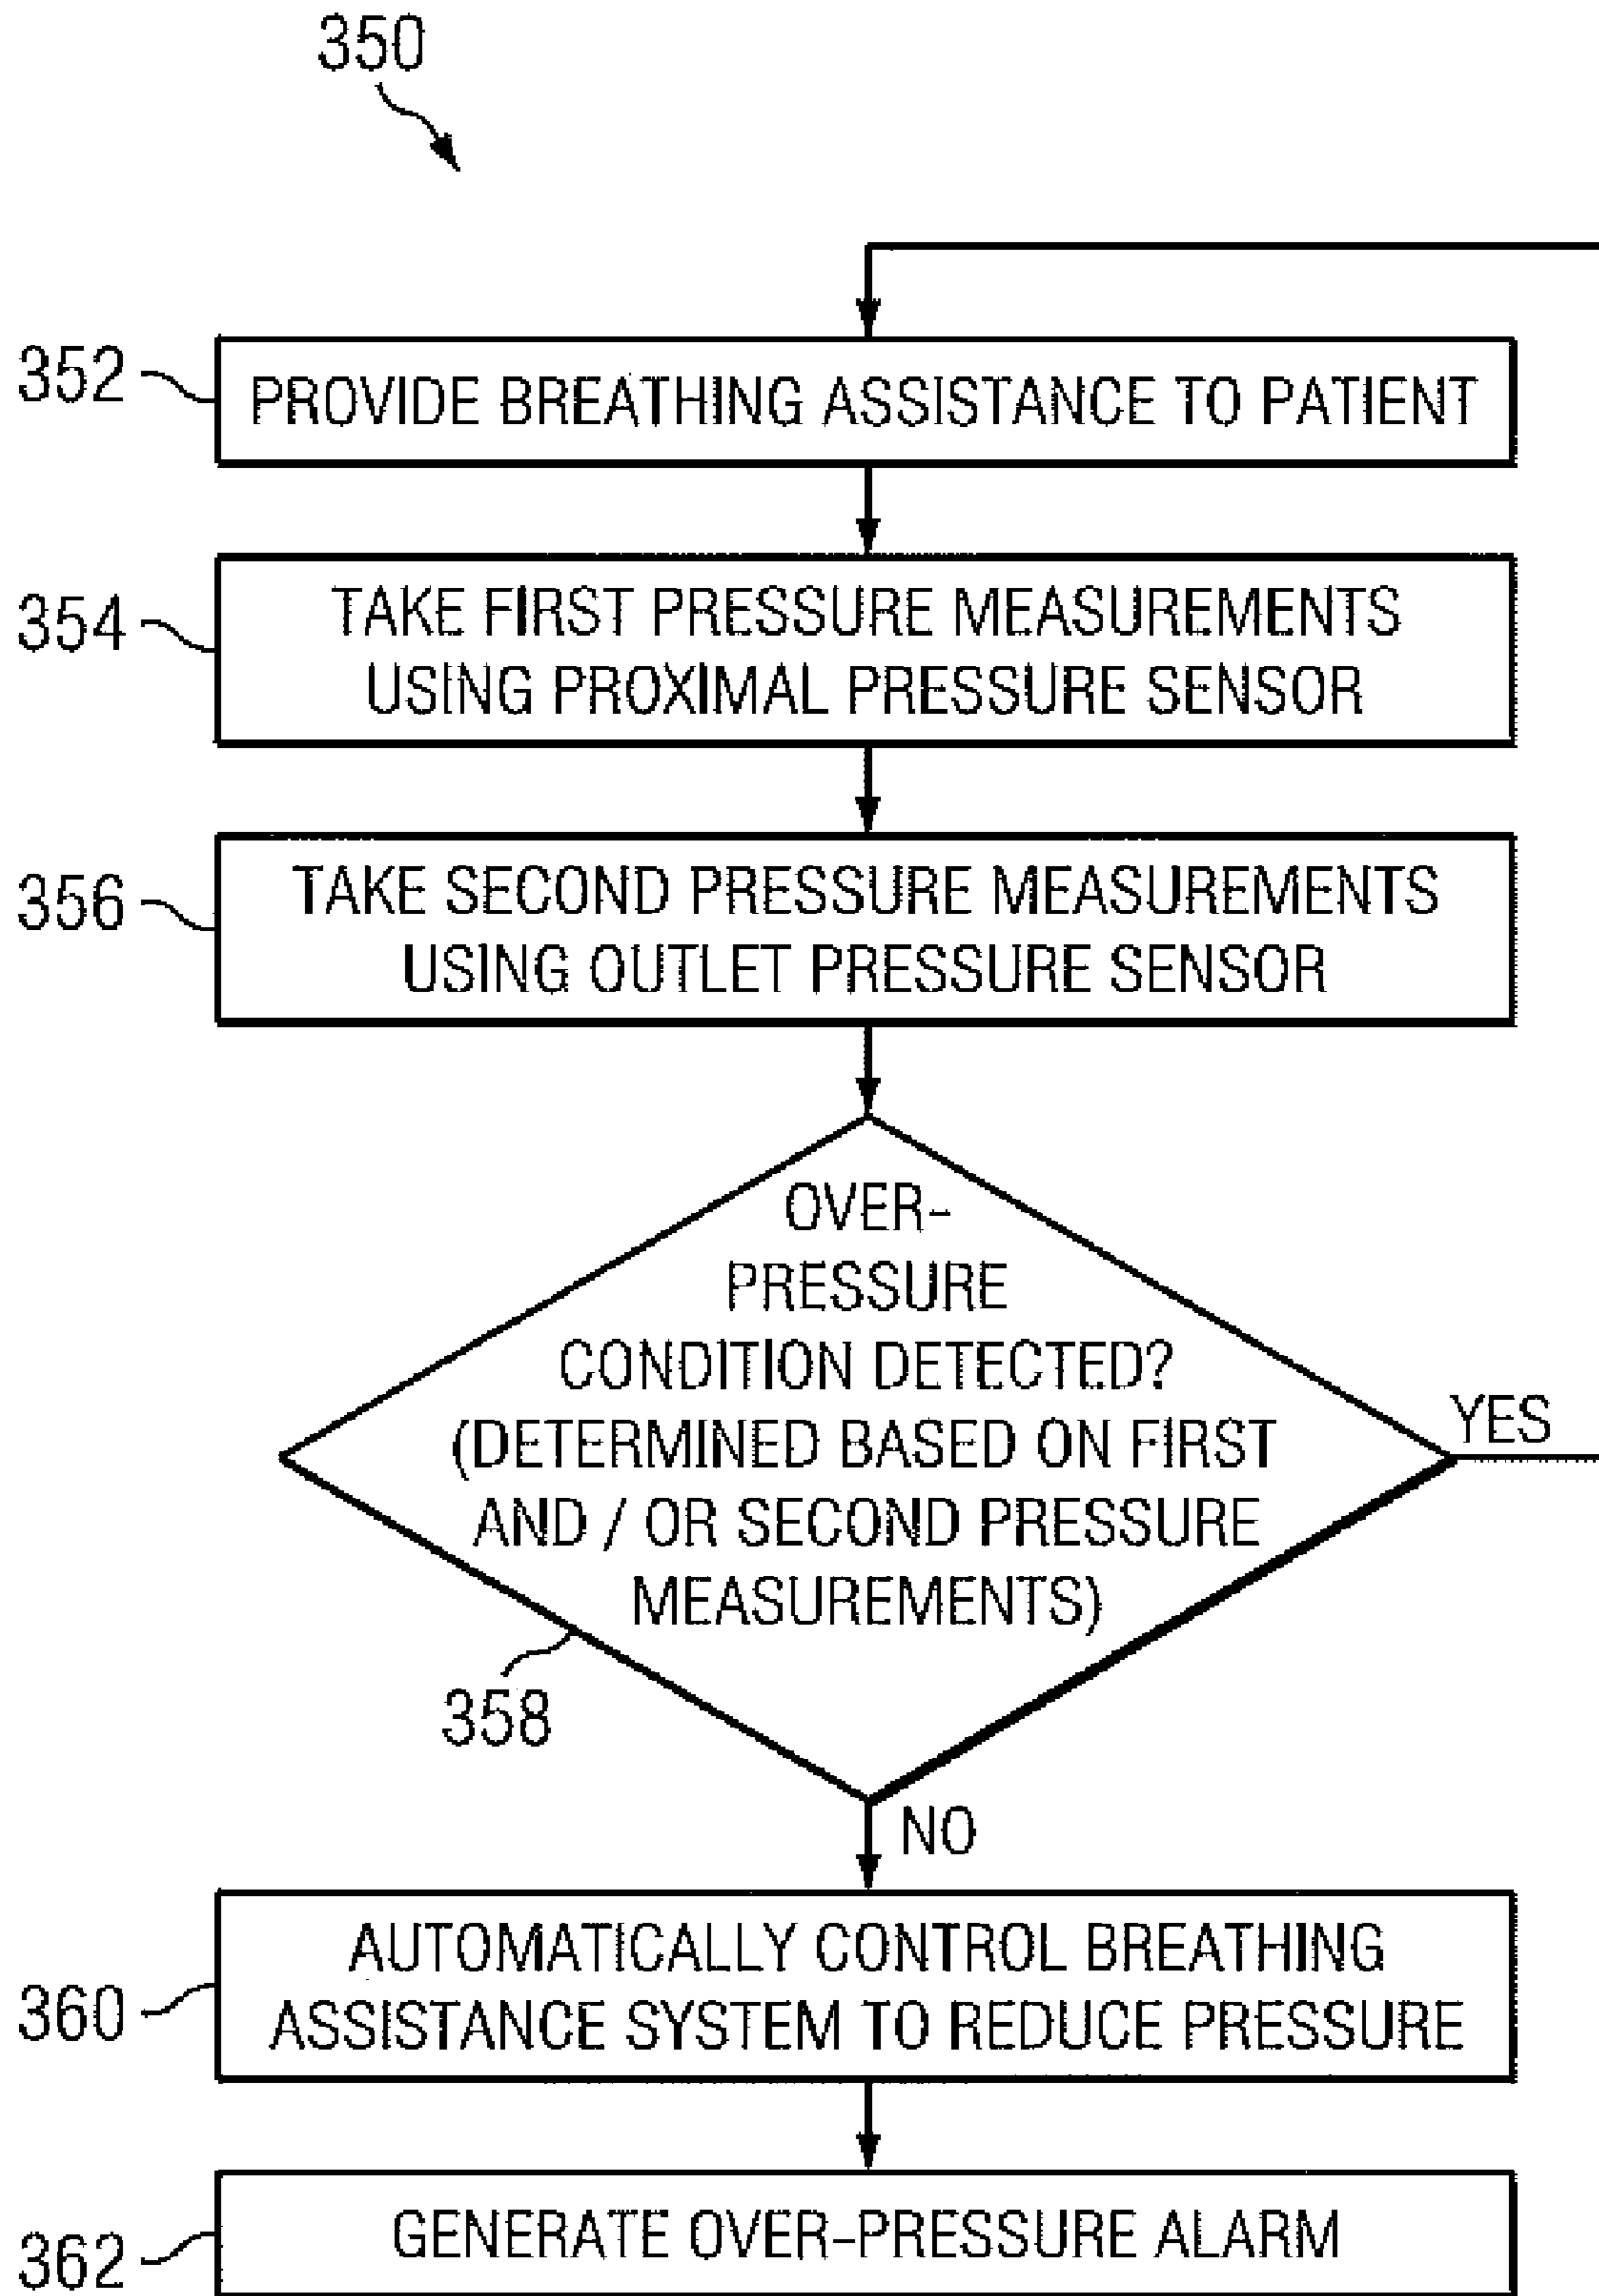 350
352
PROVIDE BREATHING ASSISTANCE TO PATIENT
354
TAKE FIRST PRESSURE MEASUREMENTS
USING PROXIMAL PRESSURE SENSOR
356
TAKE SECOND PRESSURE MEASUREMENTS
USING OUTLET PRESSURE SENSOR
OVER-
PRESSURE
CONDITION DETECTED?
(DETERMINED BASED ON FIRST
AND / OR SECOND PRESSURE
MEASUREMENTS)
YES
358
NO
360
AUTOMATICALLY CONTROL BREATHING
ASSISTANCE SYSTEM TO REDUCE PRESSURE
362
GENERATE OVER-PRESSURE ALARM